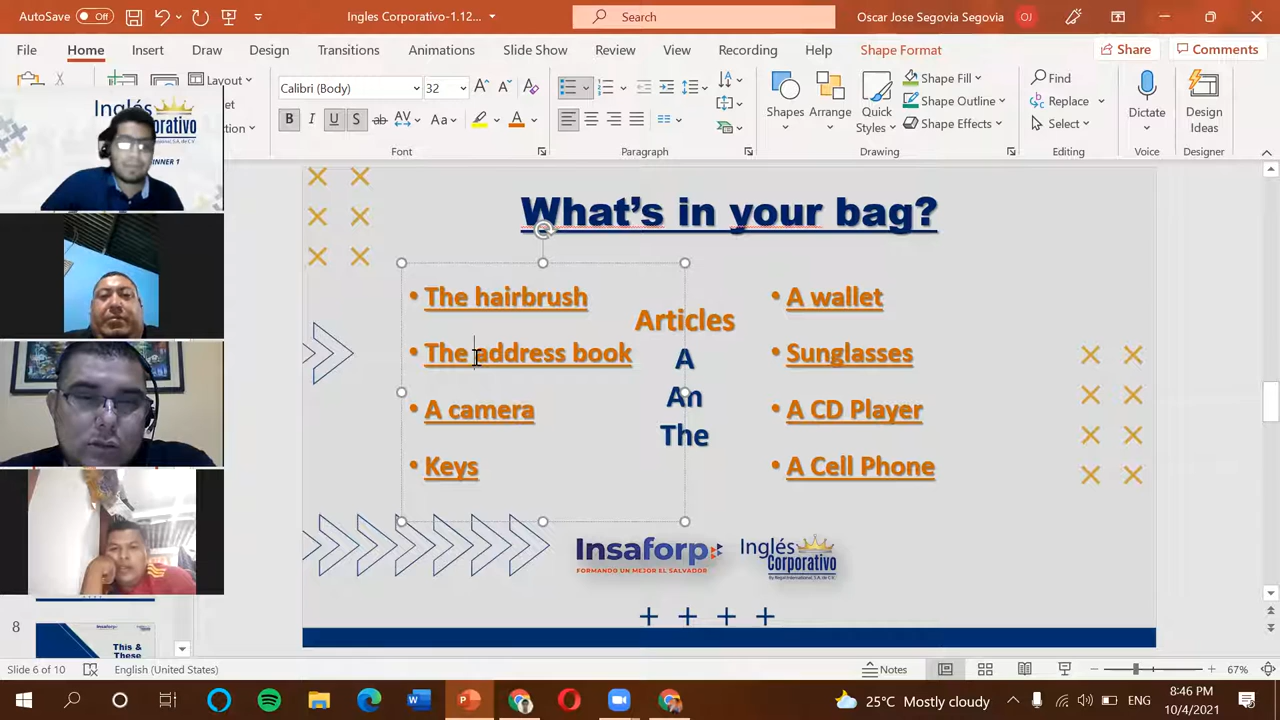 AutoSave Off
Ingles Corporativo-1.12...
Search
Oscar Jose Segovia Segovia
OJ
File Home Insert Draw Design Transitions Animations Slide Show Review View Recording Help Shape Format
Share
Comments
Layout
Calibri (Body) 32
B I U S ab AV Aa A
Font
Paragraph
Shapes
Arrange
Quick Styles
Shape Fill
Shape Outline
Shape Effects
Drawing
Find
Replace
Select
Editing
Dictate
Voice
Design Ideas
Designer
Inglés
What's in your bag?
• The hairbrush
• The address book
• A camera
• Keys
Articles
A
An
The
• A wallet
• Sunglasses
• A CD Player
• A Cell Phone
Insaforp
FORMANDO UN MEJOR EL SALVADOR
Inglés
Corporativo
8
This &
These
Slide 6 of 10
English (United States)
Notes
67%
25°C Mostly cloudy
ENG
8:46 PM
10/4/2021